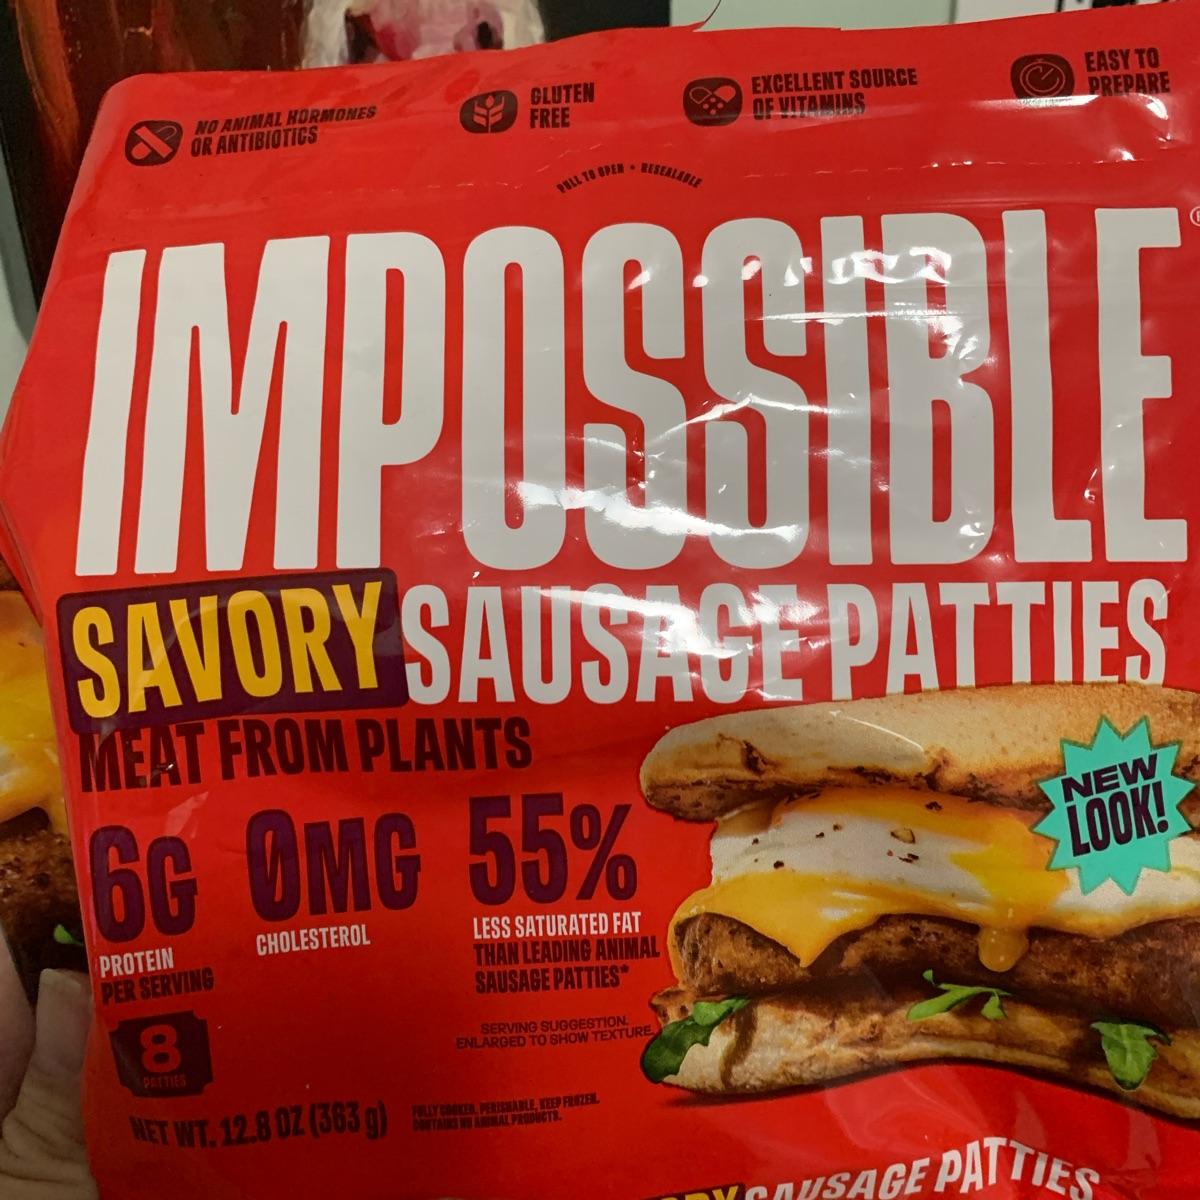 NO ANIMAL HORMONES
OR ANTIBIOTICS
GLUTEN
FREE
EXCELLENT SOURCE
OF VITAMINS
EASY TO
PREPARE
PULL TO OPEN • RESEALABLE
IMPOSSIBLE®
SAVORY SAUSAGE PATTIES
MEAT FROM PLANTS
NEW
LOOK!
6G
PROTEIN
PER SERVING
0MG
CHOLESTEROL
55%
LESS SATURATED FAT
THAN LEADING ANIMAL
SAUSAGE PATTIES*
SERVING SUGGESTION.
ENLARGED TO SHOW TEXTURE.
8
PATTIES
NET WT. 12.8 OZ (363 g)
FULLY COOKED. PERISHABLE, KEEP FROZEN.
CONTAINS NO ANIMAL PRODUCTS.
SAUSAGE PATTIES